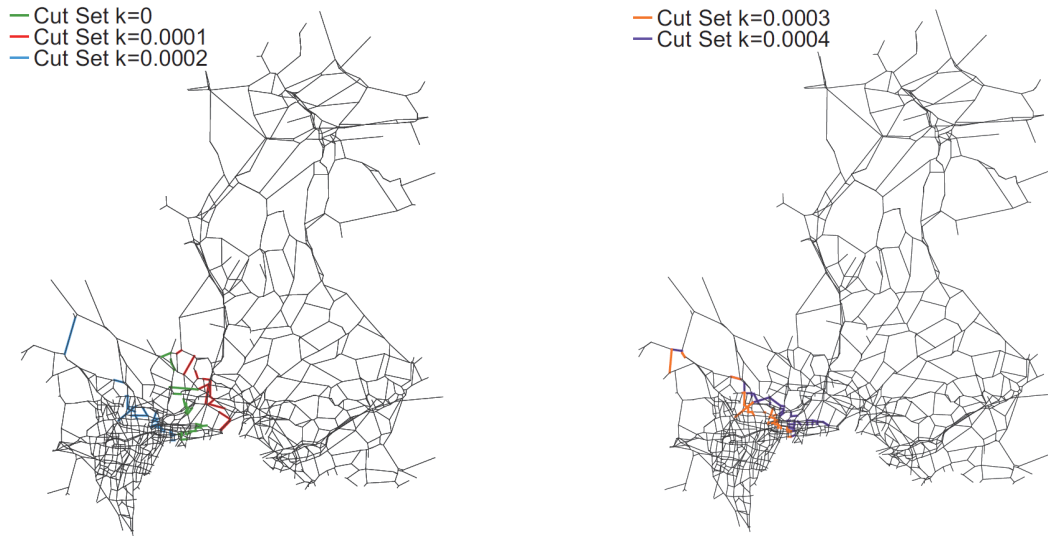 Cut Set k=0
Cut Set k=0.0001
Cut Set k=0.0002
Cut Set k=0.0003
Cut Set k=0.0004